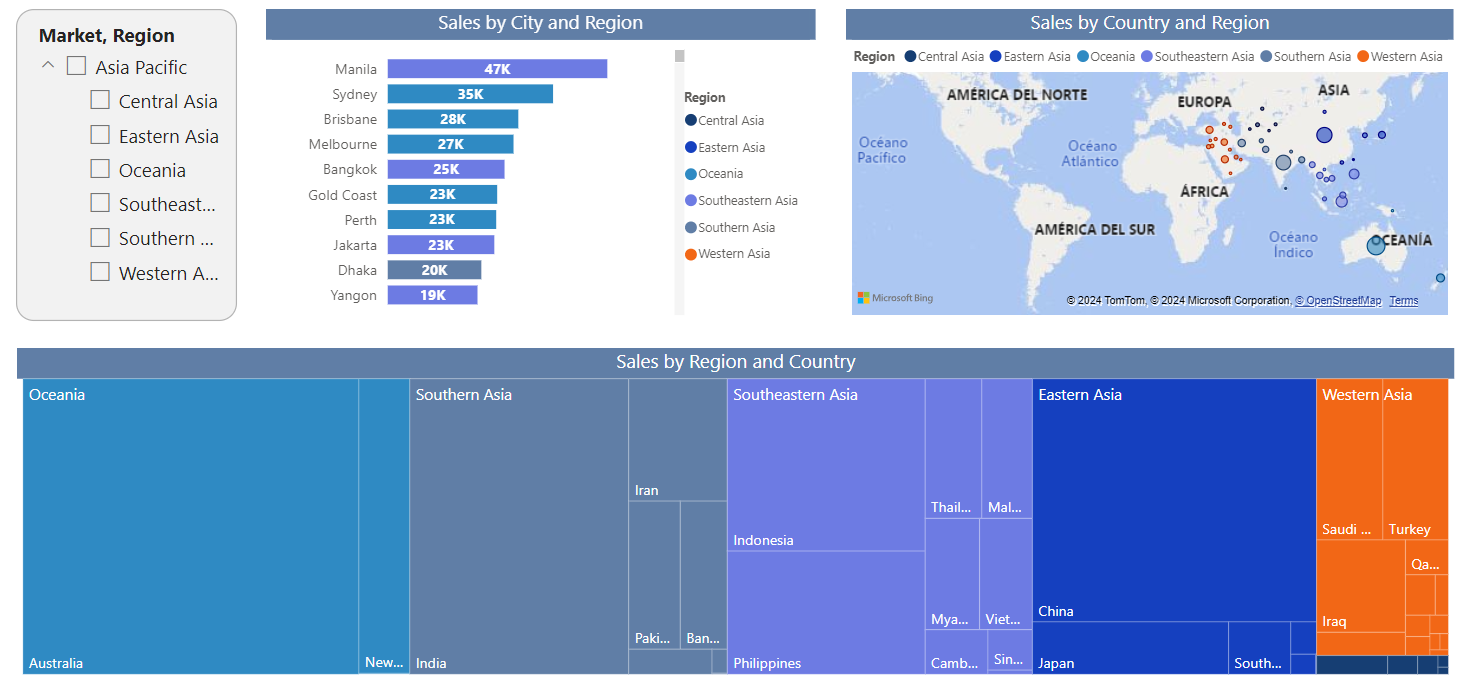 Market, Region
Asia Pacific
Central Asia
Eastern Asia
Oceania
Southeast...
Southern ...
Western A...
Sales by City and Region
Manila 47K
Sydney 35K
Brisbane 28K
Melbourne 27K
Bangkok 25K
Gold Coast 23K
Perth 23K
Jakarta 23K
Dhaka 20K
Yangon 19K
Region
Central Asia
Eastern Asia
Oceania
Southeastern Asia
Southern Asia
Western Asia
Sales by Country and Region
Region Central Asia Eastern Asia Oceania Southeastern Asia Southern Asia Western Asia
AMÉRICA DEL NORTE
EUROPA
ASIA
Océano
Pacífico
Océano
Atlántico
ÁFRICA
AMÉRICA DEL SUR
Océano
Índico
OCEANÍA
Microsoft Bing
© 2024 TomTom, © 2024 Microsoft Corporation, © OpenStreetMap Terms
Sales by Region and Country
Oceania
Australia
New...
Southern Asia
India
Iran
Paki...
Ban...
Southeastern Asia
Indonesia
Philippines
Thail...
Mal...
Mya...
Viet...
Camb...
Sin...
Eastern Asia
China
Japan
South...
Western Asia
Saudi ...
Turkey
Iraq
Qa...